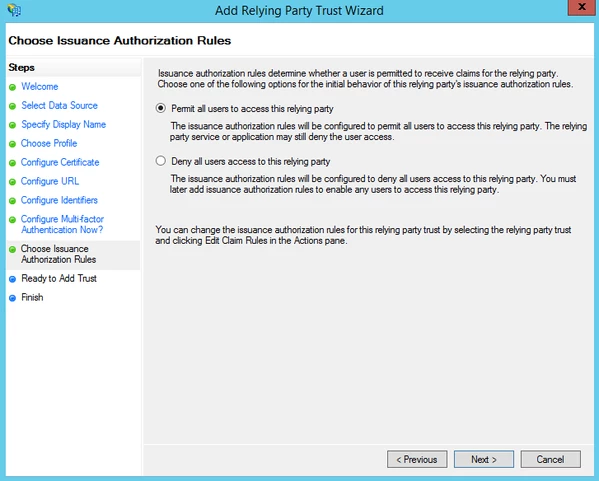 Add Relying Party Trust Wizard
x
Choose Issuance Authorization Rules
Steps
Welcome
Select Data Source
Specify Display Name
Choose Profile
Configure Certificate
Configure URL
Configure Identifiers
Configure Multi-factor
Authentication Now?
Choose Issuance
Authorization Rules
Ready to Add Trust
Finish
Issuance authorization rules determine whether a user is permitted to receive claims for the relying party.
Choose one of the following options for the initial behavior of this relying party's issuance authorization rules.
Permit all users to access this relying party
The issuance authorization rules will be configured to permit all users to access this relying party. The relying
party service or application may still deny the user access.
Deny all users access to this relying party
The issuance authorization rules will be configured to deny all users access to this relying party. You must
later add issuance authorization rules to enable any users to access this relying party.
You can change the issuance authorization rules for this relying party trust by selecting the relying party trust
and clicking Edit Claim Rules in the Actions pane.
< Previous
Next >
Cancel